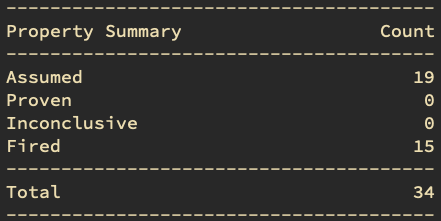 ---------------------------------------
Property Summary                  Count
---------------------------------------
Assumed                              19
Proven                                0
Inconclusive                          0
Fired                                15
---------------------------------------
Total                                34
---------------------------------------